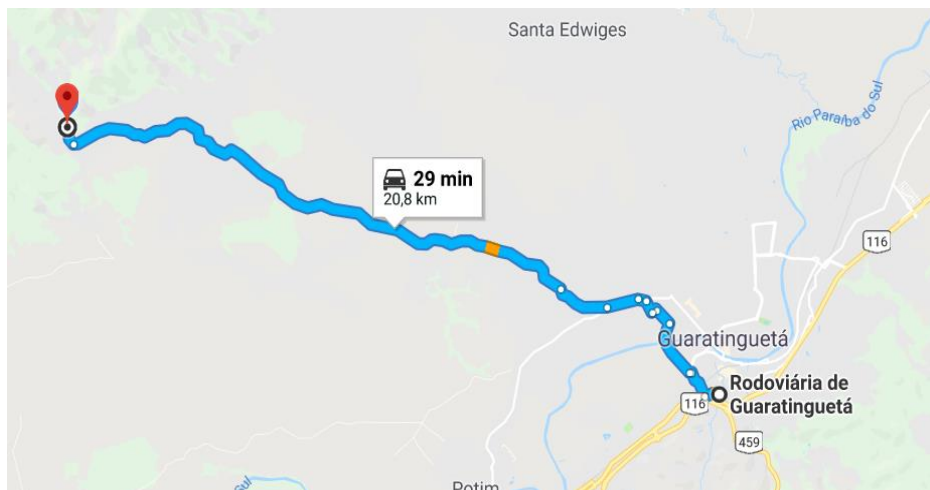 Santa Edwiges
Rio Paraíba do Sul
29 min
20,8 km
116
Guaratinguetá
Rodoviária de
Guaratinguetá
116
459
Potim
Sul